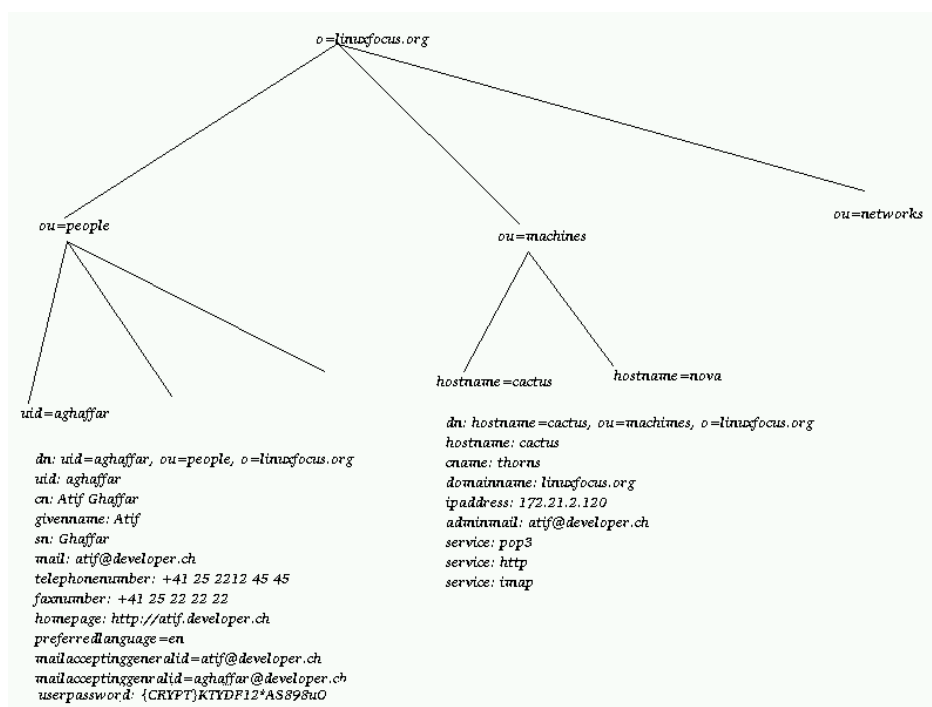 o=linuxfocus.org
ou=people
ou=machines
ou=networks
uid=aghaffar
hostname=cactus
hostname=nova
dn: uid=aghaffar, ou=people, o=linuxfocus.org
uid: aghaffar
cn: Atif Ghaffar
givenname: Atif
sn: Ghaffar
mail: atif@developer.ch
telephonenumber: +41 25 2212 45 45
faxnumber: +41 25 22 22 22
homepage: http://atif.developer.ch
preferredlanguage=en
mailacceptinggeneralid=atif@developer.ch
mailacceptinggenralid=aghaffar@developer.ch
userpassword: {CRYPT}KTYDF12*AS898uO
dn: hostname=cactus, ou=machines, o=linuxfocus.org
hostname: cactus
cname: thorns
domainname: linuxfocus.org
ipaddress: 172.21.2.120
adminmail: atif@developer.ch
service: pop3
service: http
service: imap